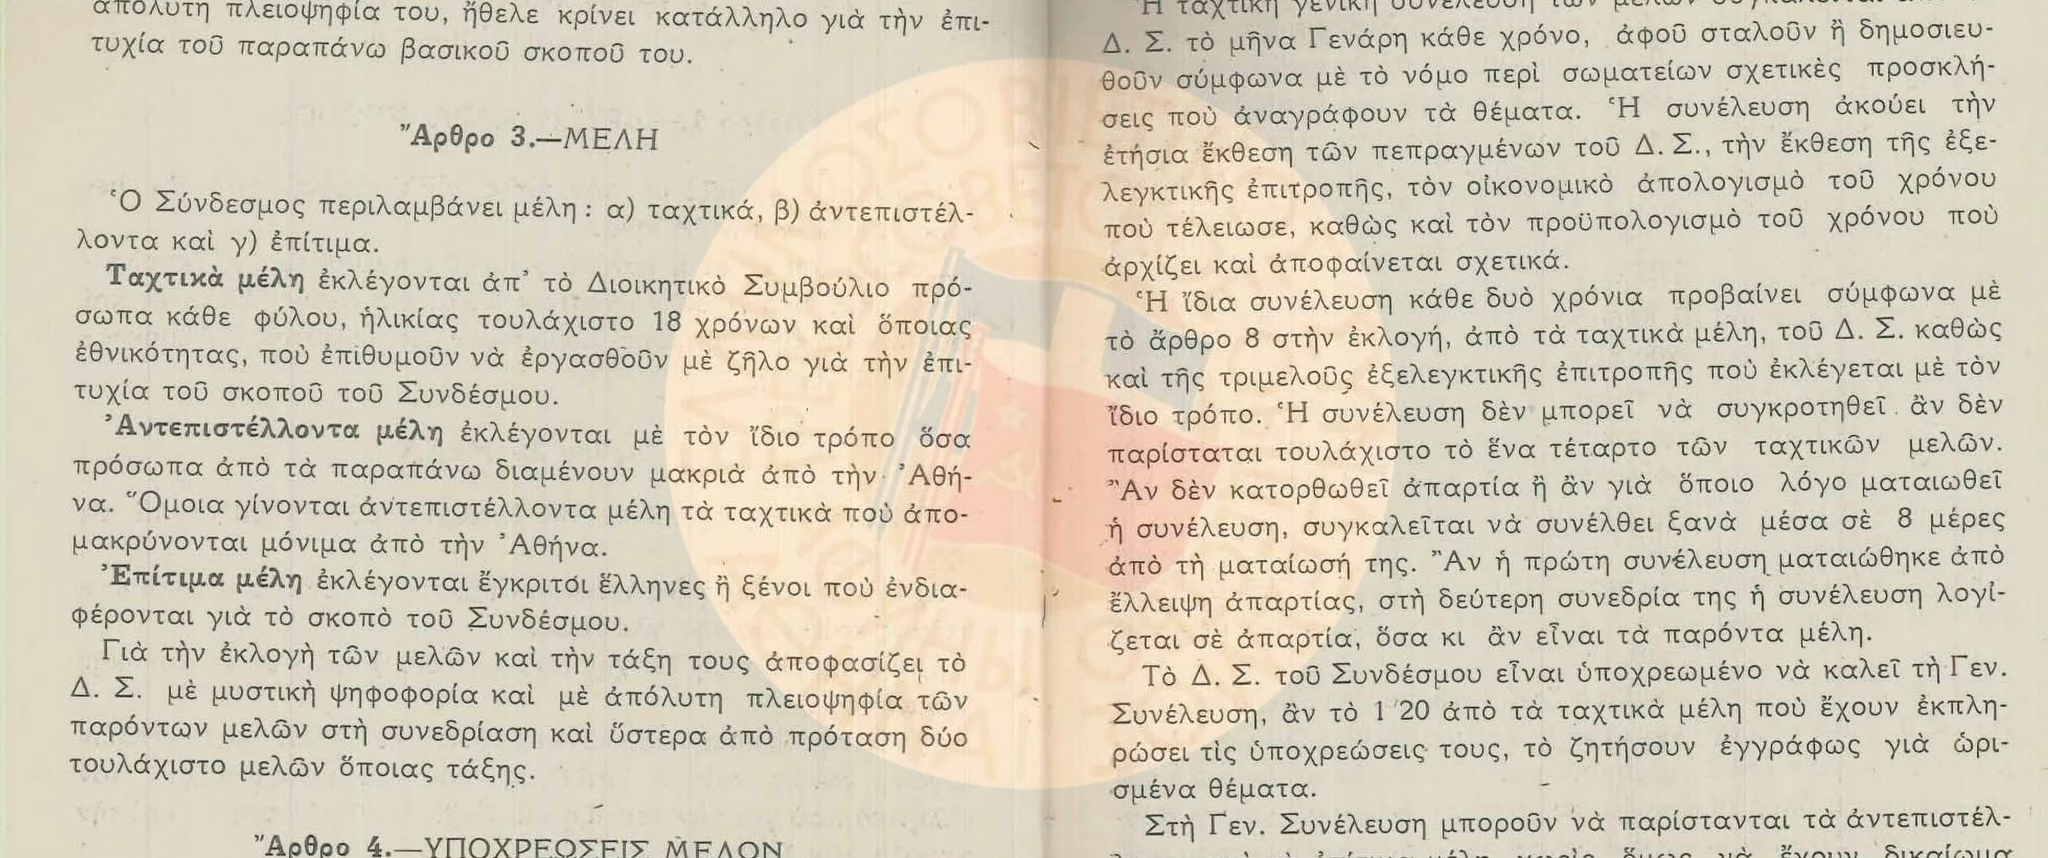 ἀπόλυτη πλειοψηφία του, ἤθελε κρίνει κατάλληλο γιὰ τὴν ἐπι-
τυχία τοῦ παραπάνω βασικοῦ σκοποῦ του.
Ἄρθρο 3.—ΜΕΛΗ
Ὁ Σύνδεσμος περιλαμβάνει μέλη : α) ταχτικά, β) ἀντεπιστέλ-
λοντα καὶ γ) ἐπίτιμα.
Ταχτικὰ μέλη ἐκλέγονται ἀπ' τὸ Διοικητικὸ Συμβούλιο πρό-
σωπα κάθε φύλου, ἡλικίας τουλάχιστο 18 χρόνων καὶ ὅποιας
ἐθνικότητας, ποὺ ἐπιθυμοῦν νὰ ἐργασθοῦν μὲ ζῆλο γιὰ τὴν ἐπι-
τυχία τοῦ σκοποῦ τοῦ Συνδέσμου.
Ἀντεπιστέλλοντα μέλη ἐκλέγονται μὲ τὸν ἴδιο τρόπο ὅσα
πρόσωπα ἀπὸ τὰ παραπάνω διαμένουν μακριὰ ἀπὸ τὴν Ἀθή-
να. Ὅμοια γίνονται ἀντεπιστέλλοντα μέλη τὰ ταχτικὰ ποὺ ἀπο-
μακρύνονται μόνιμα ἀπὸ τὴν Ἀθήνα.
Ἐπίτιμα μέλη ἐκλέγονται ἔγκριτοι ἕλληνες ἢ ξένοι ποὺ ἐνδια-
φέρονται γιὰ τὸ σκοπὸ τοῦ Συνδέσμου.
Γιὰ τὴν ἐκλογὴ τῶν μελῶν καὶ τὴν τάξη τους ἀποφασίζει τὸ
Δ. Σ. μὲ μυστικὴ ψηφοφορία καὶ μὲ ἀπόλυτη πλειοψηφία τῶν
παρόντων μελῶν στὴ συνεδρίαση καὶ ὕστερα ἀπὸ πρόταση δύο
τουλάχιστο μελῶν ὅποιας τάξης.
Ἄρθρο 4.—ΥΠΟΧΡΕΩΣΕΙΣ ΜΕΛΩΝ
Ἡ ταχτικὴ γενικὴ συνέλευση τῶν μελῶν
Δ. Σ. τὸ μῆνα Γενάρη κάθε χρόνο, ἀφοῦ σταλοῦν ἢ δημοσιευ-
θοῦν σύμφωνα μὲ τὸ νόμο περὶ σωματείων σχετικὲς προσκλή-
σεις ποὺ ἀναγράφουν τὰ θέματα. Ἡ συνέλευση ἀκούει τὴν
ἐτήσια ἔκθεση τῶν πεπραγμένων τοῦ Δ. Σ., τὴν ἔκθεση τῆς ἐξε-
λεγκτικῆς ἐπιτροπῆς, τὸν οἰκονομικὸ ἀπολογισμὸ τοῦ χρόνου
ποὺ τέλειωσε, καθὼς καὶ τὸν προϋπολογισμὸ τοῦ χρόνου ποὺ
ἀρχίζει καὶ ἀποφαίνεται σχετικά.
Ἡ ἴδια συνέλευση κάθε δυὸ χρόνια προβαίνει σύμφωνα μὲ
τὸ ἄρθρο 8 στὴν ἐκλογή, ἀπὸ τὰ ταχτικὰ μέλη, τοῦ Δ. Σ. καθὼς
καὶ τῆς τριμελοῦς ἐξελεγκτικῆς ἐπιτροπῆς ποὺ ἐκλέγεται μὲ τὸν
ἴδιο τρόπο. Ἡ συνέλευση δὲν μπορεῖ νὰ συγκροτηθεῖ ἂν δὲν
παρίσταται τουλάχιστο τὸ ἕνα τέταρτο τῶν ταχτικῶν μελῶν.
Ἂν δὲν κατορθωθεῖ ἀπαρτία ἢ ἂν γιὰ ὅποιο λόγο ματαιωθεῖ
ἡ συνέλευση, συγκαλεῖται νὰ συνέλθει ξανὰ μέσα σὲ 8 μέρες
ἀπὸ τὴ ματαίωσή της. Ἂν ἡ πρώτη συνέλευση ματαιώθηκε ἀπὸ
ἔλλειψη ἀπαρτίας, στὴ δεύτερη συνεδρία της ἡ συνέλευση λογί-
ζεται σὲ ἀπαρτία, ὅσα κι ἂν εἶναι τὰ παρόντα μέλη.
Τὸ Δ. Σ. τοῦ Συνδέσμου εἶναι ὑποχρεωμένο νὰ καλεῖ τὴ Γεν.
Συνέλευση, ἂν τὸ 1 20 ἀπὸ τὰ ταχτικὰ μέλη ποὺ ἔχουν ἐκπλη-
ρώσει τὶς ὑποχρεώσεις τους, τὸ ζητήσουν ἐγγράφως γιὰ ὡρι-
σμένα θέματα.
Στὴ Γεν. Συνέλευση μποροῦν νὰ παρίστανται τὰ ἀντεπιστέλ-